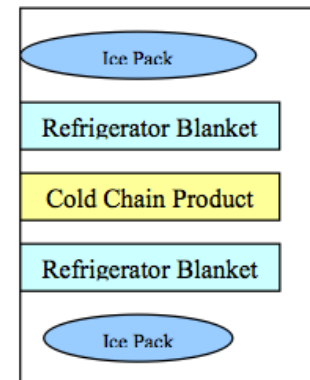 Ice Pack
Refrigerator Blanket
Cold Chain Product
Refrigerator Blanket
Ice Pack